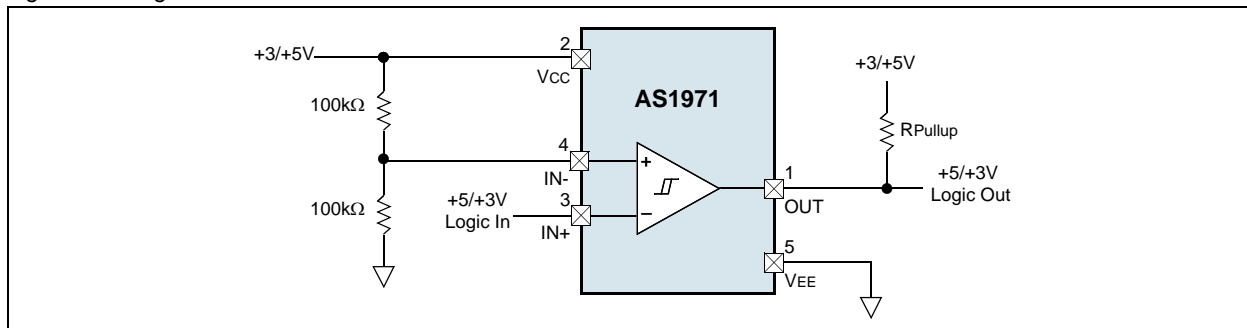 +3/+5V
2
VCC
100kΩ
AS1971
+3/+5V
RPullup
4
IN-
+
100kΩ
+5/+3V
Logic In
3
IN+
−
1
OUT
+5/+3V
Logic Out
5
VEE